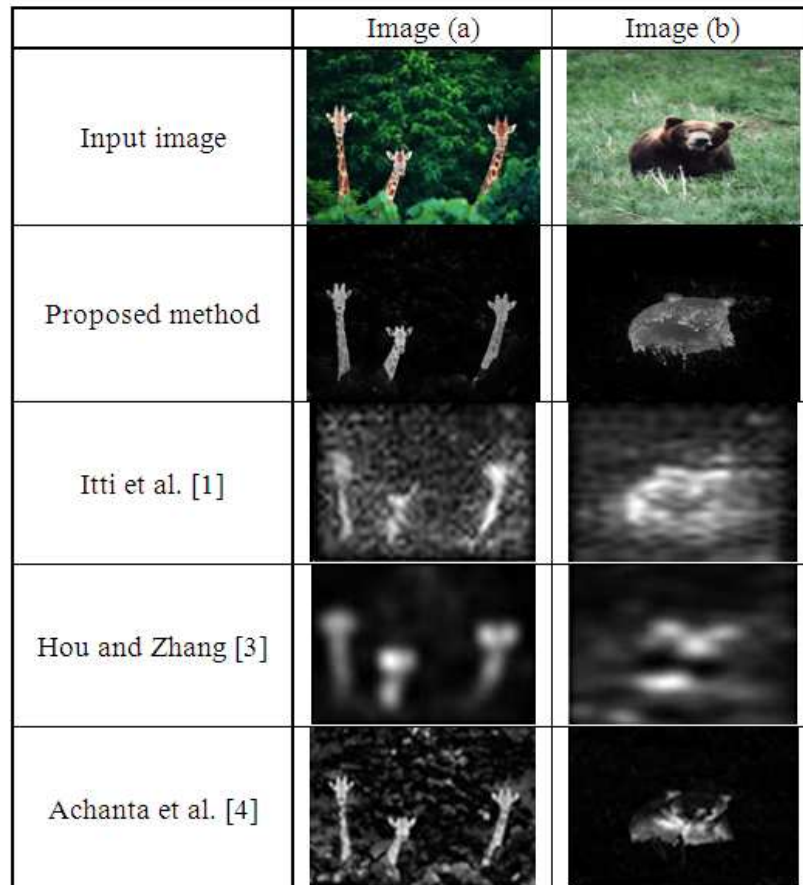 Image (a)
Image (b)
Input image
Proposed method
Itti et al. [1]
Hou and Zhang [3]
Achanta et al. [4]